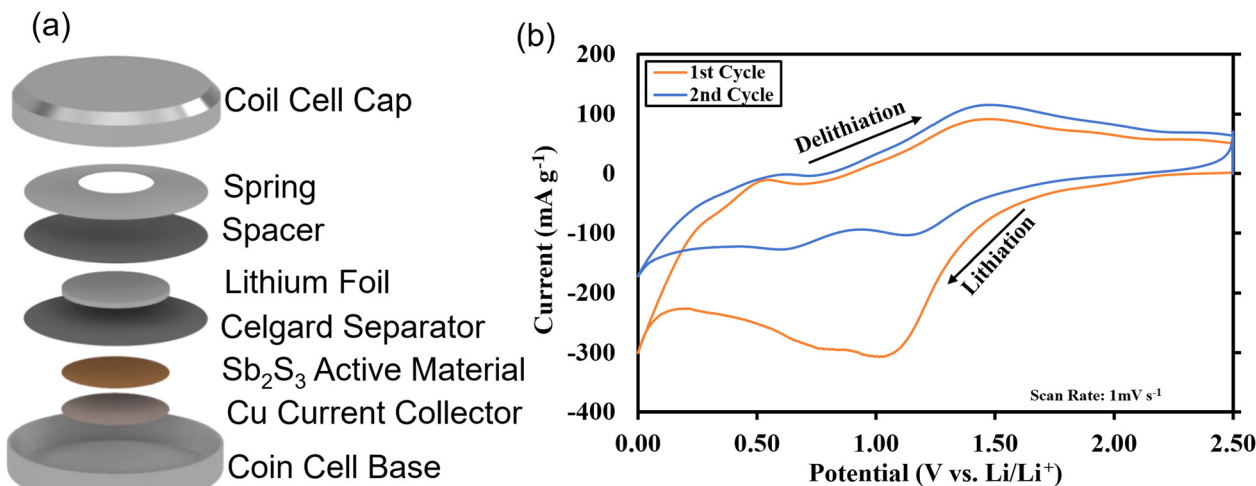 (a)
Coil Cell Cap
Spring
Spacer
Lithium Foil
Celgard Separator
Sb₂S₃ Active Material
Cu Current Collector
Coin Cell Base
(b)
200
100
0
-100
-200
-300
-400
Current (mA g⁻¹)
1st Cycle
2nd Cycle
Delithiation
Lithiation
Scan Rate: 1mV s⁻¹
0.00 0.50 1.00 1.50 2.00 2.50
Potential (V vs. Li/Li⁺)